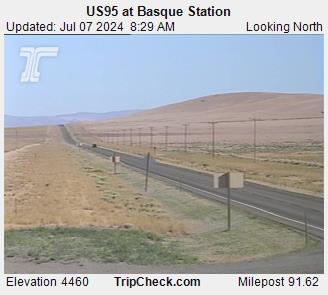 US95 at Basque Station
Updated: Jul 07 2024 8:29 AM Looking North
Elevation 4460 TripCheck.com Milepost 91.62